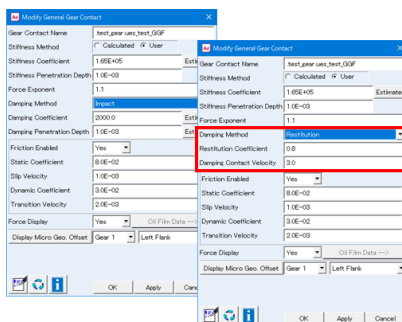 Modify General Gear Contact
Gear Contact Name .test_gear.ues_test_GGF
Stiffness Method Calculated User
Stiffness Coefficient 1.65E+05
Stiffness Penetration Depth 1.0E-03
Force Exponent 1.1
Damping Method Impact
Damping Coefficient 2000.0
Damping Penetration Depth 1.0E-03
Friction Enabled Yes
Static Coefficient 8.0E-02
Slip Velocity 1.0E-03
Dynamic Coefficient 3.0E-02
Transition Velocity 2.0E-03
Force Display Yes Oil Film Data --->
Display Micro Geo. Offset Gear 1 Left Flank
OK Apply
Modify General Gear Contact
Gear Contact Name .test_gear.ues_test_GGF
Stiffness Method Calculated User
Stiffness Coefficient 1.65E+05 Estimate
Stiffness Penetration Depth 1.0E-03
Force Exponent 1.1
Damping Method Restitution
Restitution Coefficient 0.8
Damping Contact Velocity 3.0
Friction Enabled Yes
Static Coefficient 8.0E-02
Slip Velocity 1.0E-03
Dynamic Coefficient 3.0E-02
Transition Velocity 2.0E-03
Force Display Yes Oil Film Data --->
Display Micro Geo. Offset Gear 1 Left Flank
OK Apply Cancel